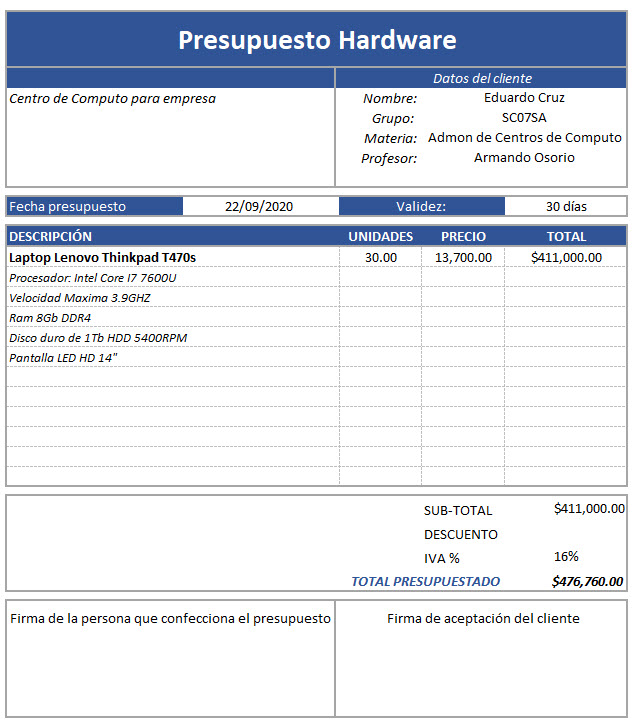 Presupuesto Hardware
Datos del cliente
Centro de Computo para empresa
Nombre: Eduardo Cruz
Grupo: SC07SA
Materia: Admon de Centros de Computo
Profesor: Armando Osorio
Fecha presupuesto 22/09/2020 Validez: 30 días
DESCRIPCIÓN UNIDADES PRECIO TOTAL
Laptop Lenovo Thinkpad T470s 30.00 13,700.00 $411,000.00
Procesador: Intel Core I7 7600U
Velocidad Maxima 3.9GHZ
Ram 8Gb DDR4
Disco duro de 1Tb HDD 5400RPM
Pantalla LED HD 14"
SUB-TOTAL $411,000.00
DESCUENTO
IVA % 16%
TOTAL PRESUPUESTADO $476,760.00
Firma de la persona que confecciona el presupuesto Firma de aceptación del cliente